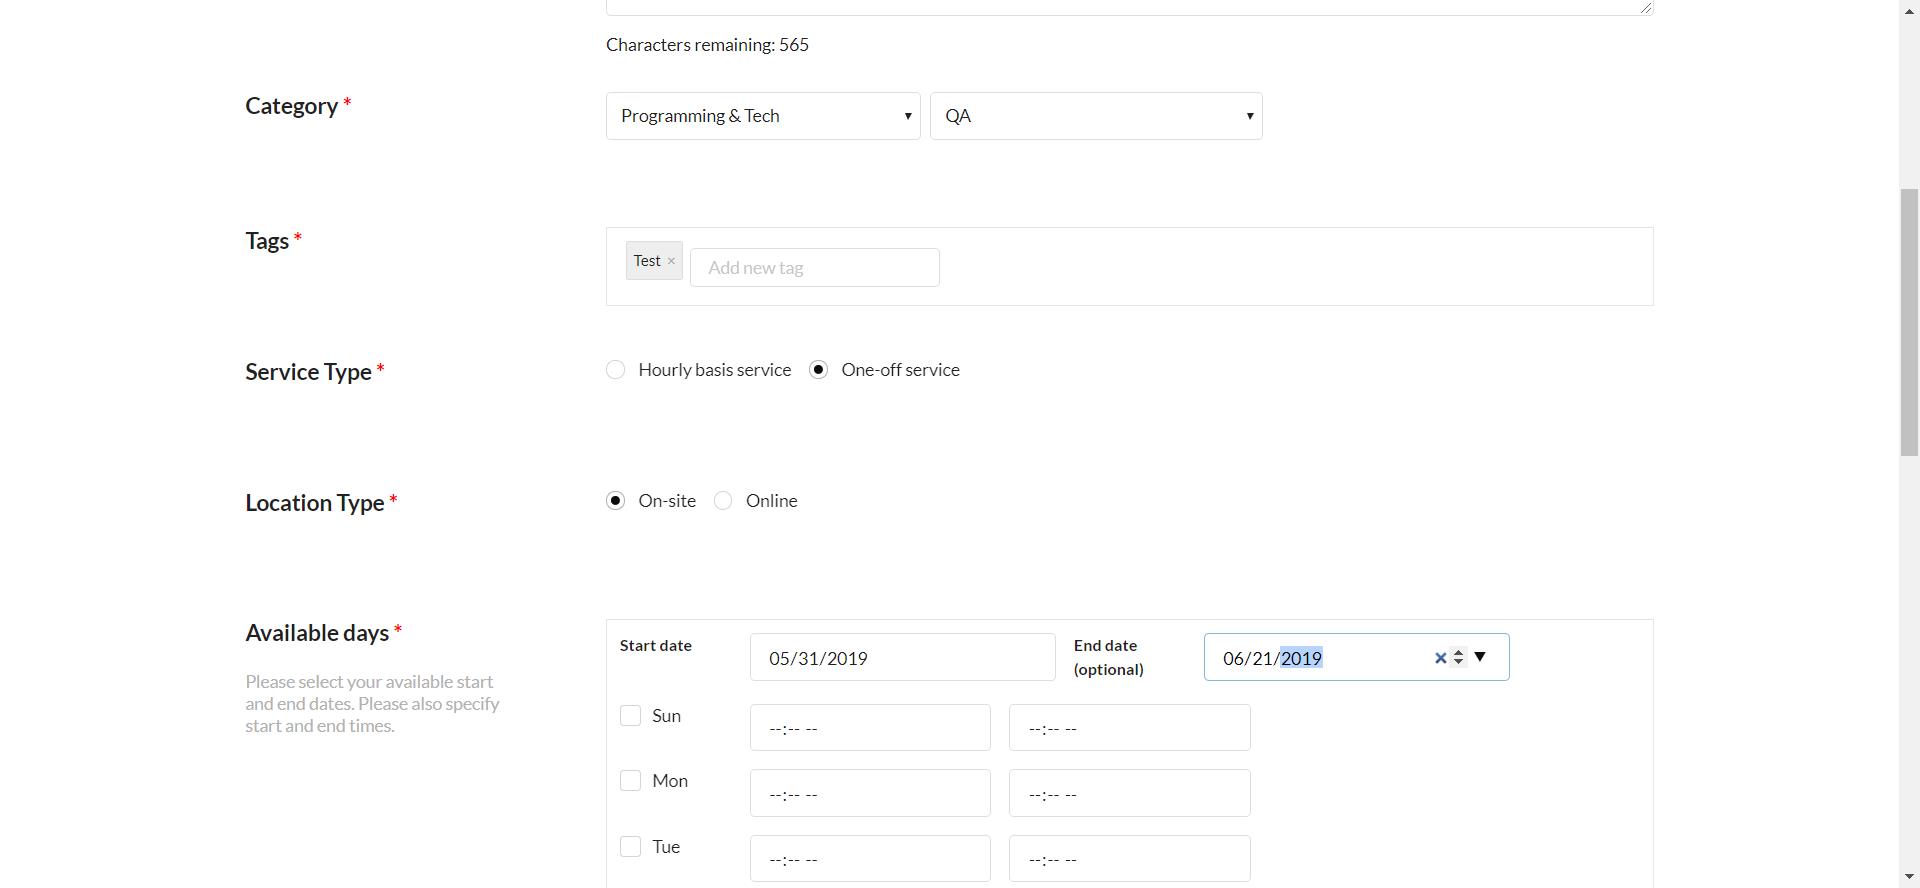 Characters remaining: 565
Category *
Programming & Tech
QA
Tags *
Test ×
Add new tag
Service Type *
Hourly basis service
One-off service
Location Type *
On-site
Online
Available days *
Please select your available start
and end dates. Please also specify
start and end times.
Start date
05/31/2019
End date
(optional)
06/21/2019
Sun
--:-- --
--:-- --
Mon
--:-- --
--:-- --
Tue
--:-- --
--:-- --